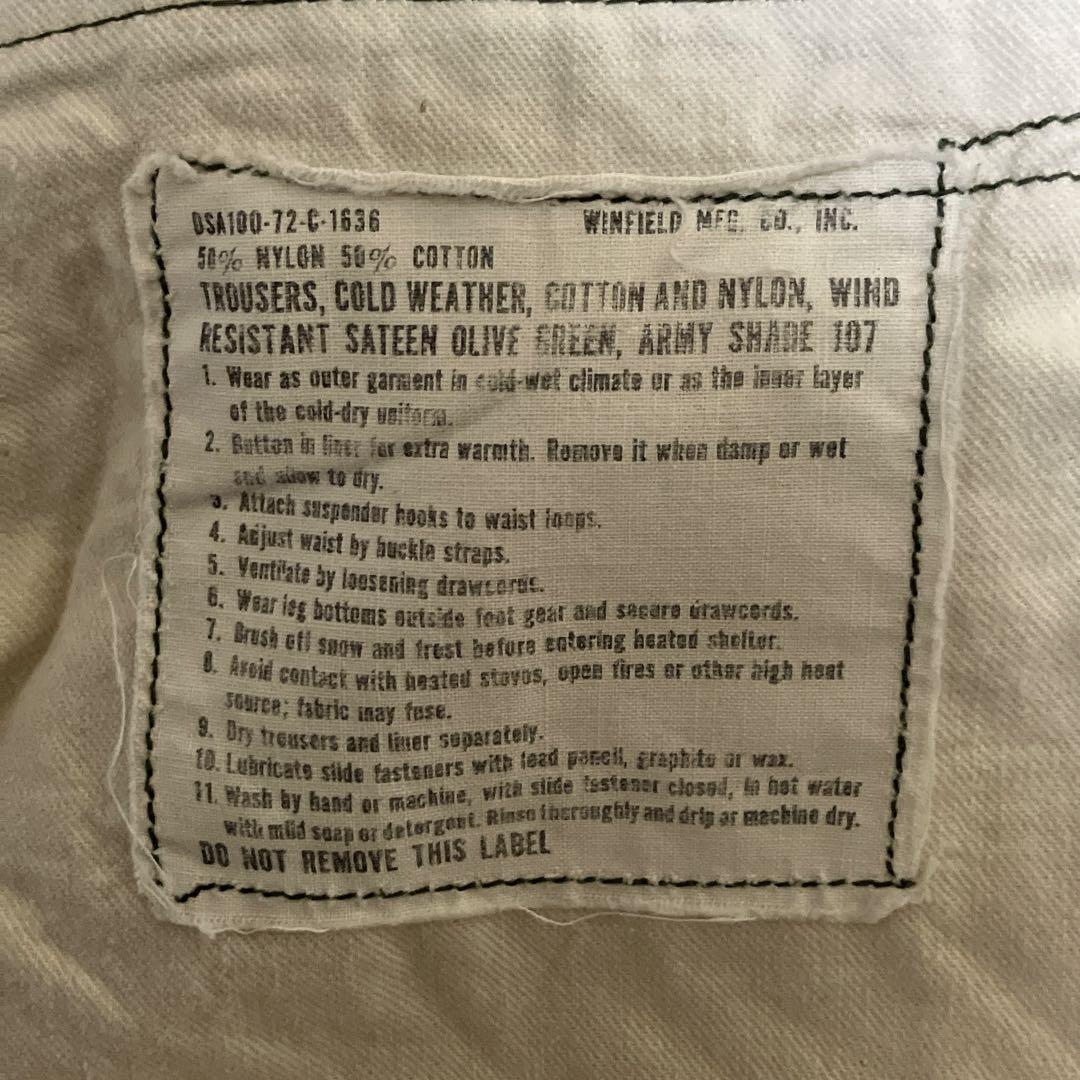 DSA100-72-C-1636 WINFIELD MFG. CO., INC.
50% NYLON 50% COTTON
TROUSERS, COLD WEATHER, COTTON AND NYLON, WIND
RESISTANT SATEEN OLIVE GREEN, ARMY SHADE 107
1. Wear as outer garment in cold-wet climate or as the inner layer
of the cold-dry uniform.
2. Button in liner for extra warmth. Remove it when damp or wet
and allow to dry.
3. Attach suspender hooks to waist loops.
4. Adjust waist by buckle straps.
5. Ventilate by loosening drawcords.
6. Wear leg bottoms outside foot gear and secure drawcords.
7. Brush off snow and frost before entering heated shelter.
8. Avoid contact with heated stoves, open fires or other high heat
source; fabric may fuse.
9. Dry trousers and liner separately.
10. Lubricate slide fasteners with lead pencil, graphite or wax.
11. Wash by hand or machine, with slide fastener closed, in hot water
with mild soap or detergent. Rinse thoroughly and drip or machine dry.
DO NOT REMOVE THIS LABEL